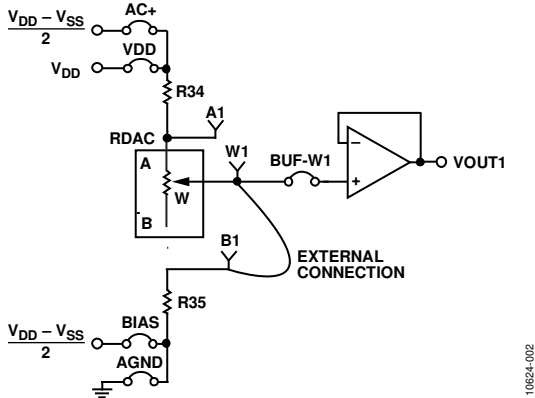 AC+
V_DD – V_SS
2
VDD
V_DD
R34
A1
RDAC
A
W1
BUF-W1
–
+
VOUT1
W
B
B1
EXTERNAL
CONNECTION
R35
V_DD – V_SS
2
BIAS
AGND
10624-002